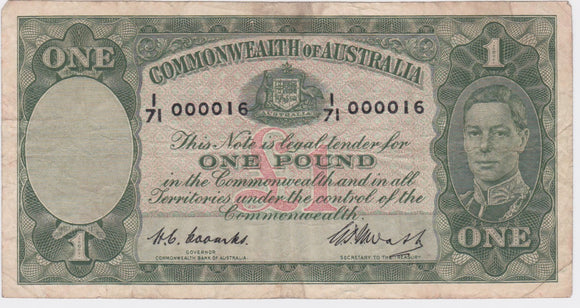 ONE
COMMONWEALTH OF AUSTRALIA
1
I/71 000016 I/71 000016
AUSTRALIA
This Note is legal tender for
ONE POUND
in the Commonwealth and in all
Territories under the control of the
Commonwealth.
£1
1
GOVERNOR
COMMONWEALTH BANK OF AUSTRALIA
SECRETARY TO THE TREASURY
ONE